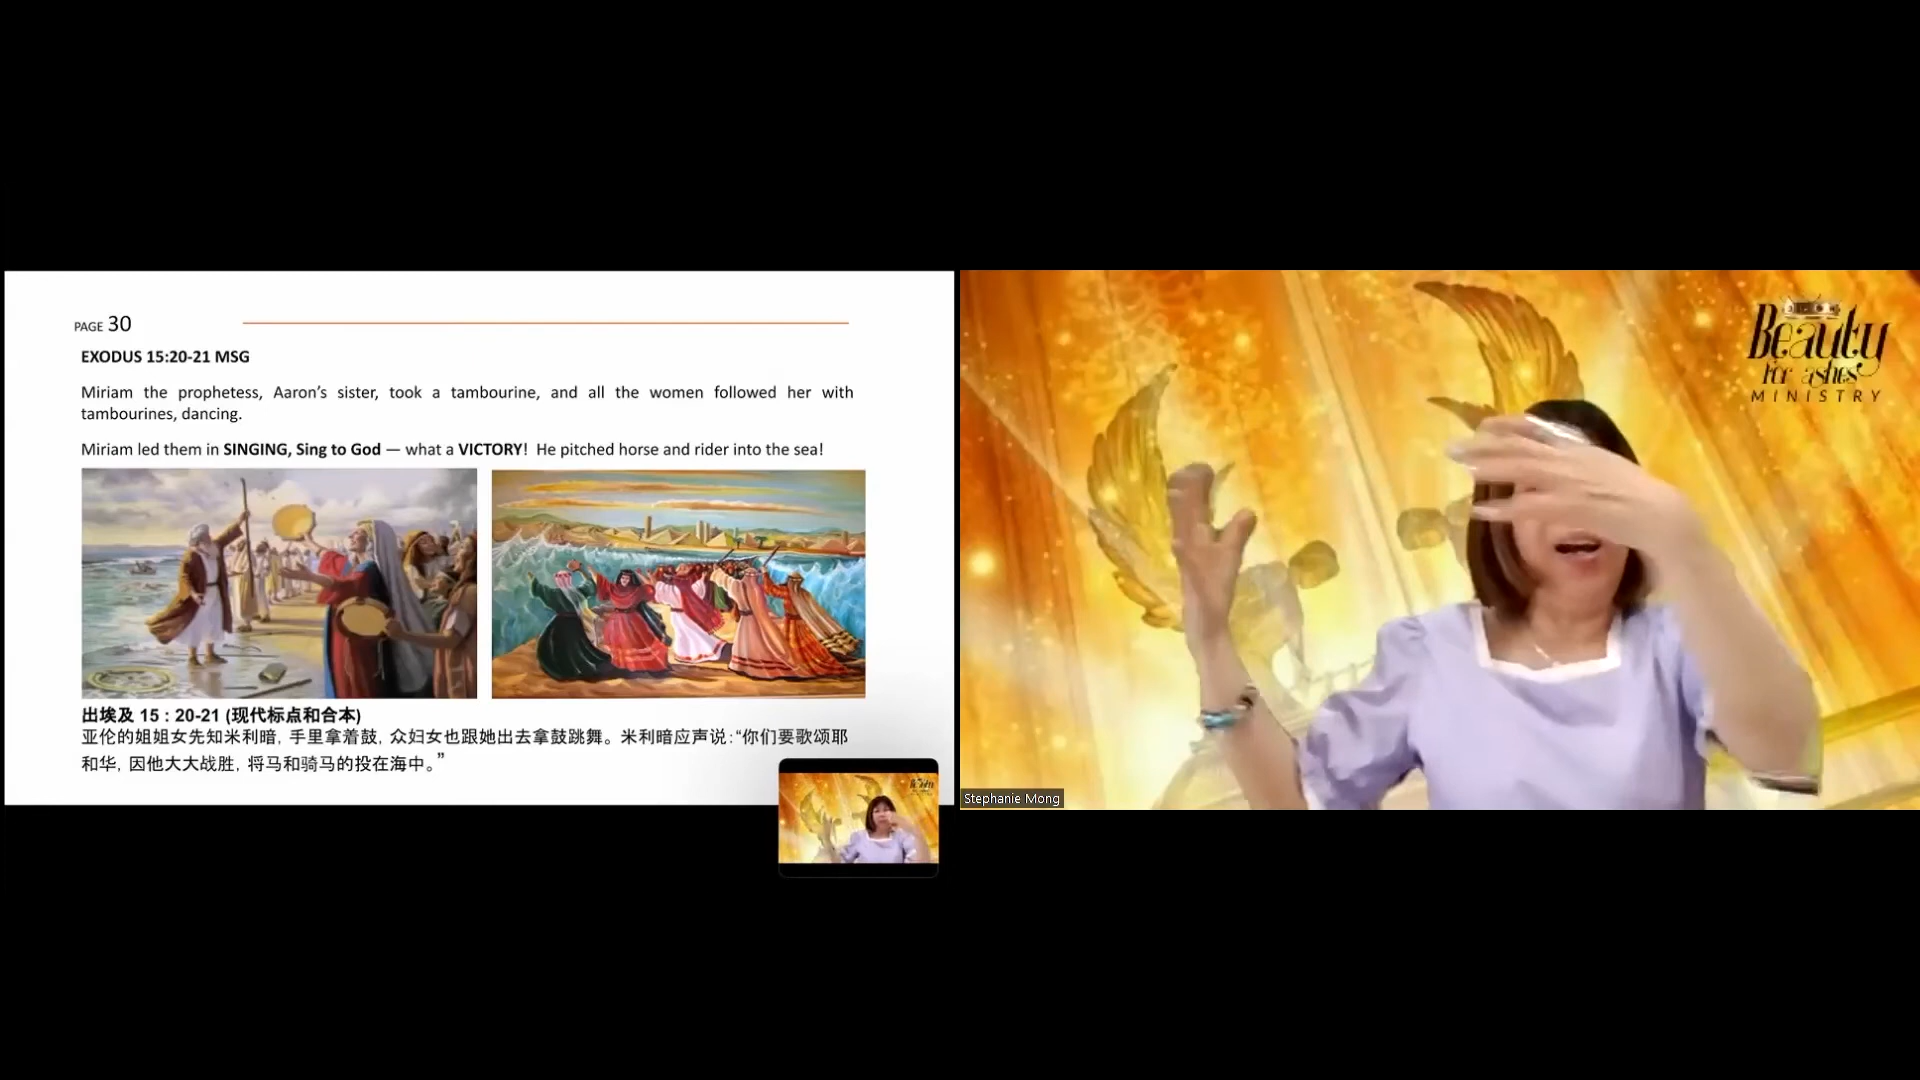 PAGE 30
EXODUS 15:20-21 MSG
Miriam the prophetess, Aaron’s sister, took a tambourine, and all the women followed her with
tambourines, dancing.
Miriam led them in SINGING, Sing to God — what a VICTORY! He pitched horse and rider into the sea!
出埃及 15 : 20-21 (现代标点和合本)
亚伦的姐姐女先知米利暗, 手里拿着鼓, 众妇女也跟她出去拿鼓跳舞。米利暗应声说:“你们要歌颂耶
和华, 因他大大战胜, 将马和骑马的投在海中。”
Beauty
For ashes
MINISTRY
Stephanie Mong